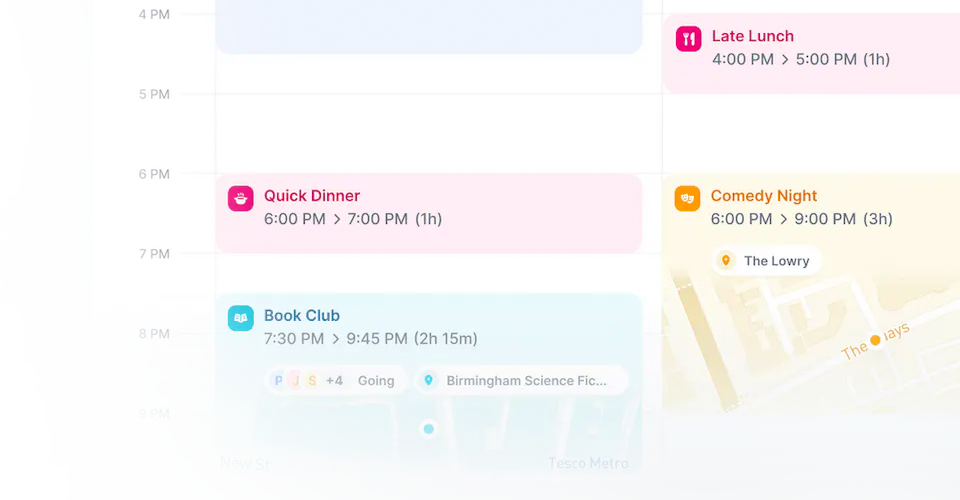 4 PM
Late Lunch
4:00 PM > 5:00 PM (1h)
5 PM
6 PM
Quick Dinner
6:00 PM > 7:00 PM (1h)
Comedy Night
6:00 PM > 9:00 PM (3h)
The Lowry
7 PM
Book Club
7:30 PM > 9:45 PM (2h 15m)
8 PM
P J S +4 Going
Birmingham Science Fic...
9 PM
The
New St
Tesco Metro